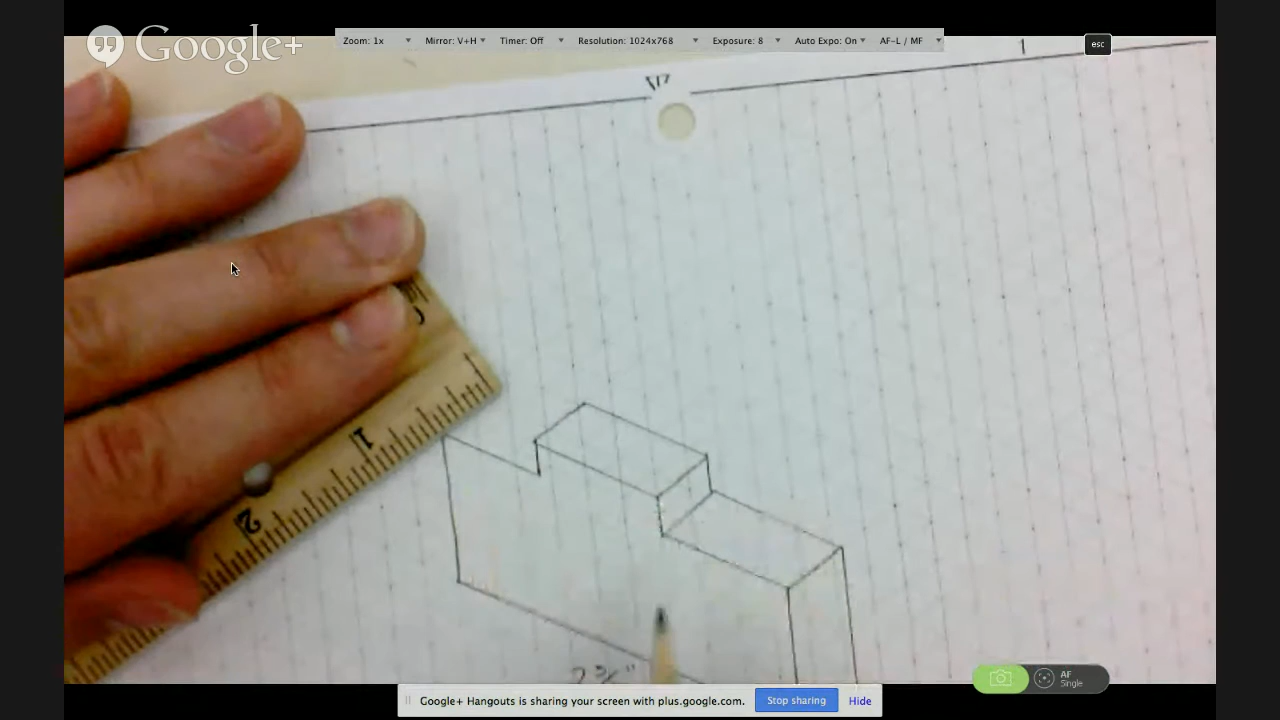 Google+
Zoom: 1x
Mirror: V+H
Timer: Off
Resolution: 1024x768
Exposure: 8
Auto Expo: On
AF-L / MF
esc
1
1
2
AF
Single
Google+ Hangouts is sharing your screen with plus.google.com.
Stop sharing
Hide